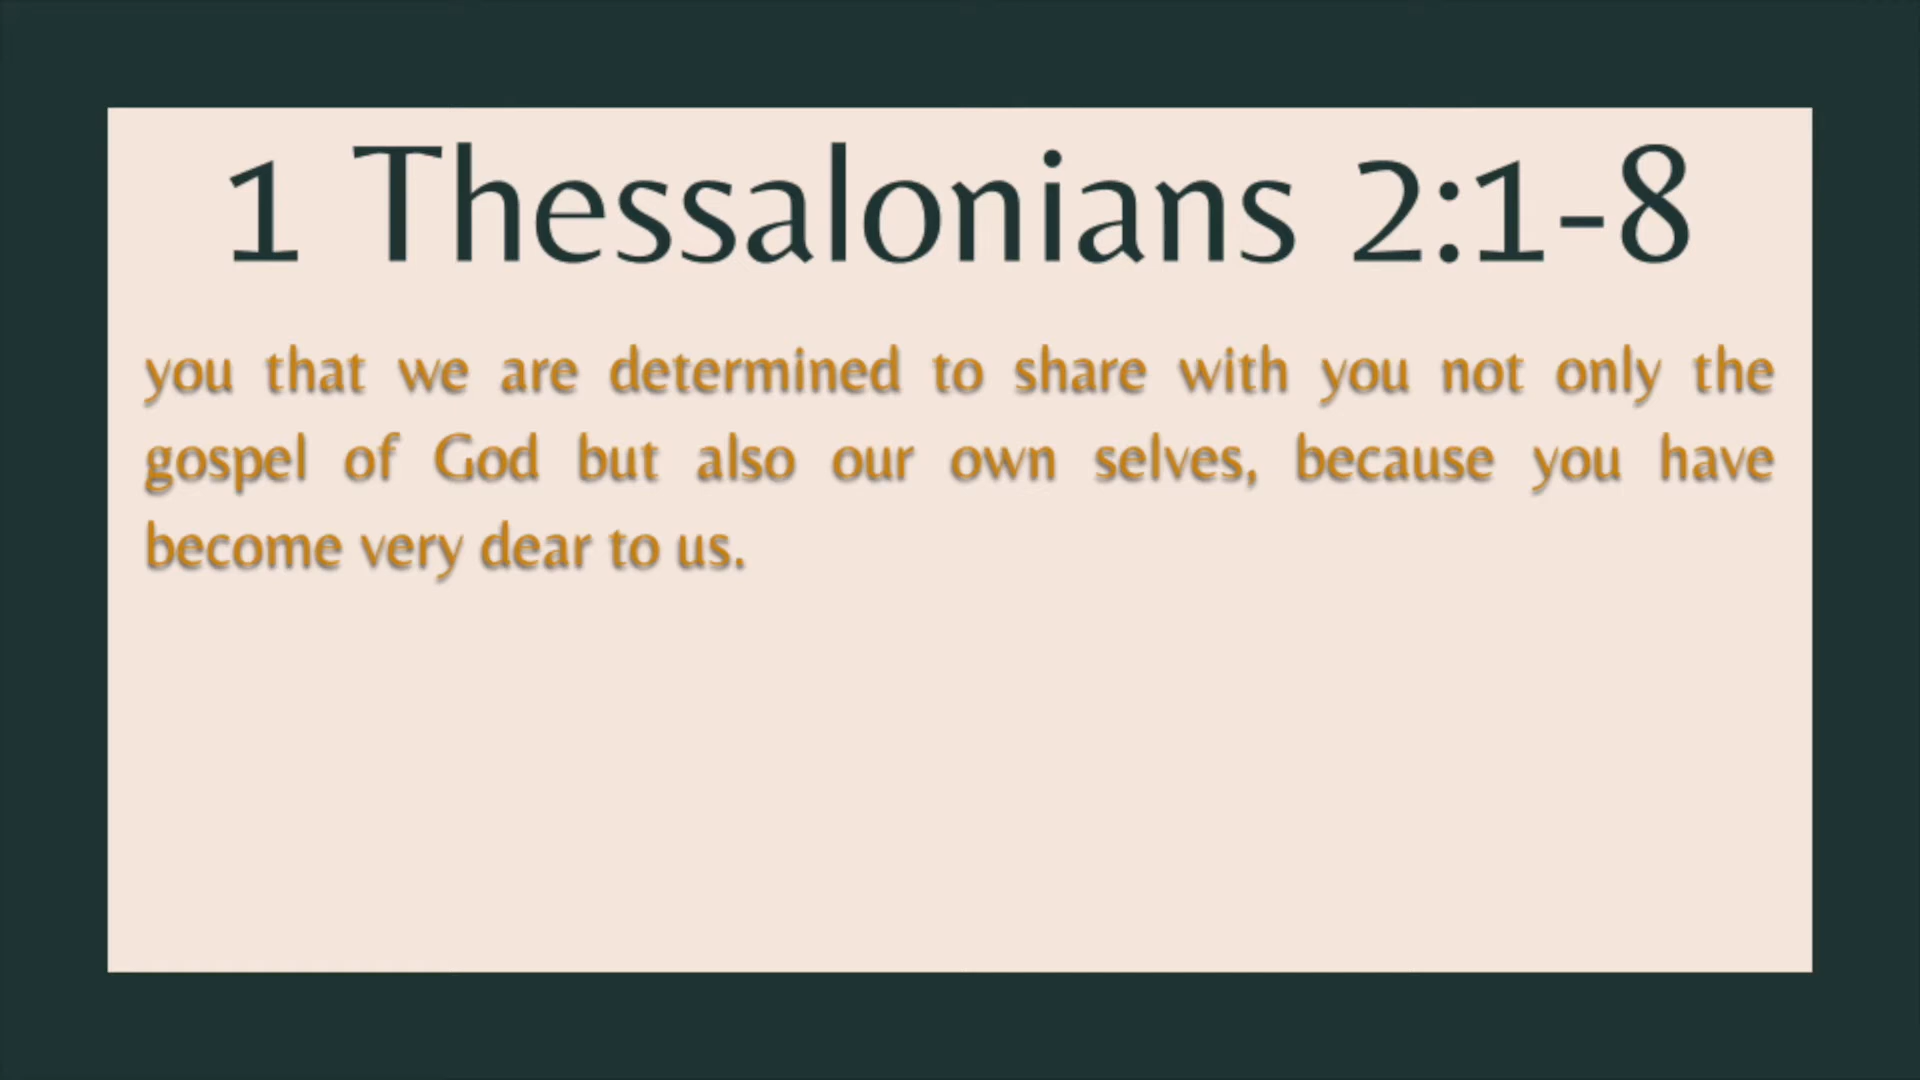 1 Thessalonians 2:1-8
you that we are determined to share with you not only the
gospel of God but also our own selves, because you have
become very dear to us.